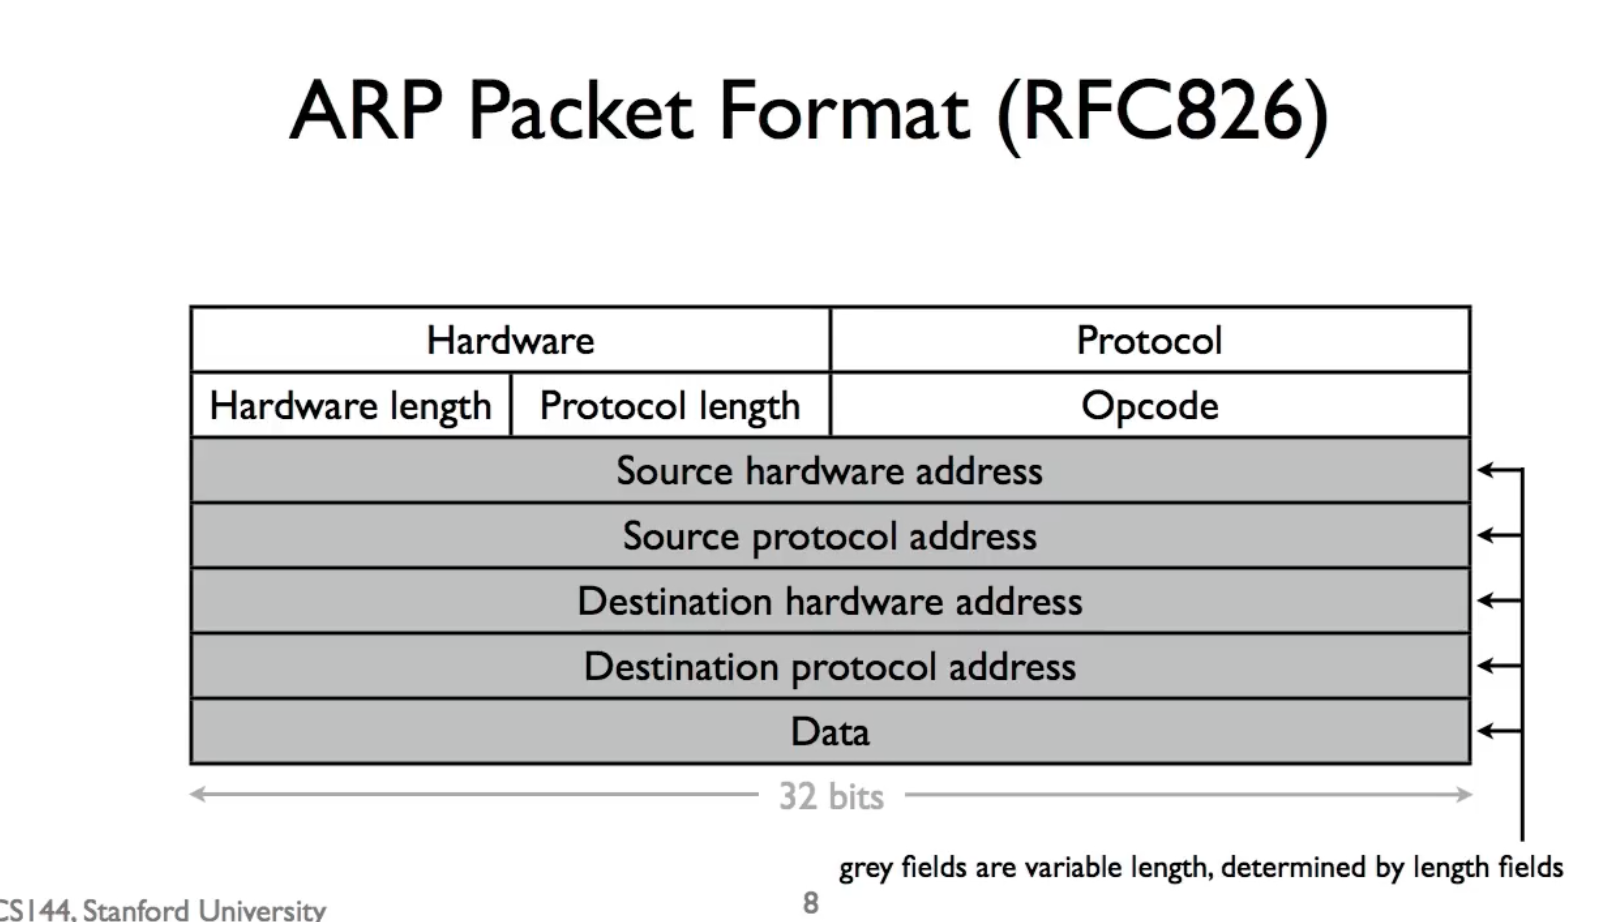 ARP Packet Format (RFC826)
Hardware Protocol
Hardware length Protocol length Opcode
Source hardware address
Source protocol address
Destination hardware address
Destination protocol address
Data
32 bits
grey fields are variable length, determined by length fields
CS144, Stanford University 8